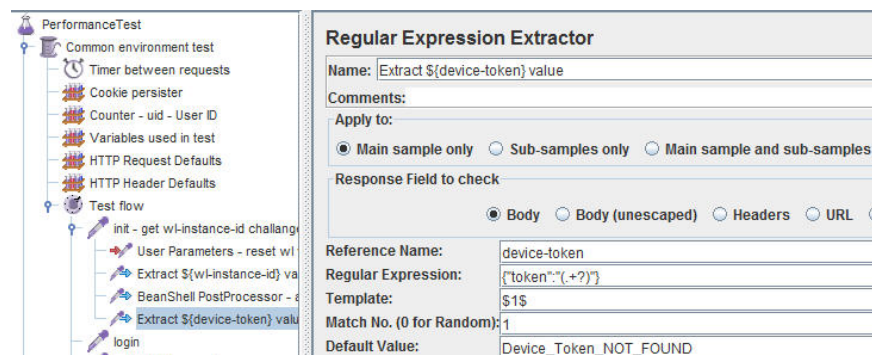 PerformanceTest
Common environment test
Timer between requests
Cookie persister
Counter - uid - User ID
Variables used in test
HTTP Request Defaults
HTTP Header Defaults
Test flow
init - get wl-instance-id challang
User Parameters - reset wl
Extract ${wl-instance-id} va
BeanShell PostProcessor - a
Extract ${device-token} valu
login
Regular Expression Extractor
Name: Extract ${device-token} value
Comments:
Apply to:
Main sample only Sub-samples only Main sample and sub-samples
Response Field to check
Body Body (unescaped) Headers URL
Reference Name: device-token
Regular Expression: {"token":"(.+?)"}
Template: $1$
Match No. (0 for Random): 1
Default Value: Device_Token_NOT_FOUND